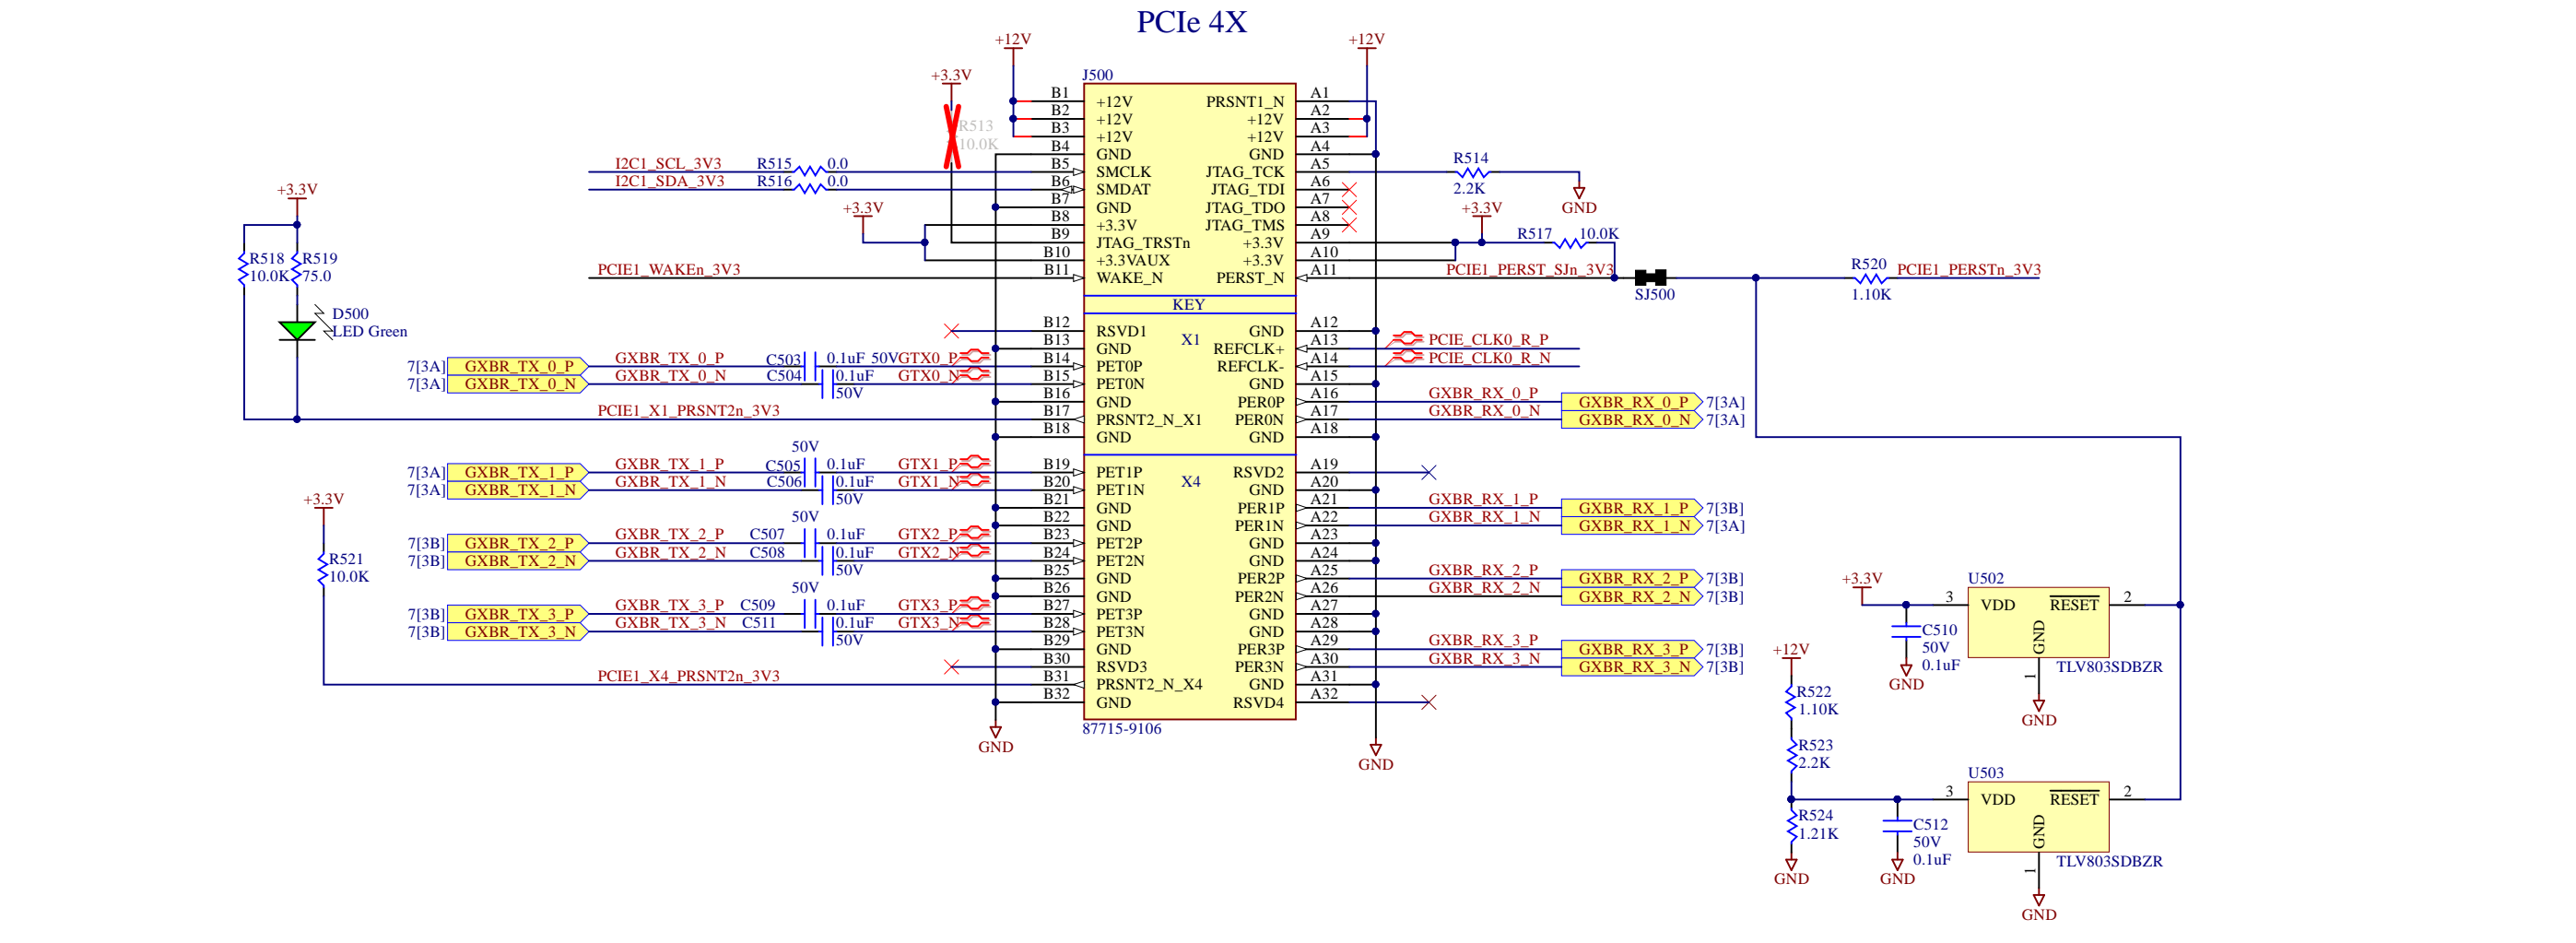 PCIe 4X
+12V
+12V
+3.3V
J500
R513
10.0K
B1 +12V PRSNT1_N A1
B2 +12V +12V A2
B3 +12V +12V A3
B4 GND GND A4
I2C1_SCL_3V3 R515 0.0 B5 SMCLK JTAG_TCK A5 R514
2.2K
GND
I2C1_SDA_3V3 R516 0.0 B6 SMDAT JTAG_TDI A6
B7 GND JTAG_TDO A7
+3.3V B8 +3.3V JTAG_TMS A8 +3.3V
B9 JTAG_TRSTn +3.3V A9 R517 10.0K
B10 +3.3VAUX +3.3V A10
PCIE1_WAKEn_3V3 B11 WAKE_N PERST_N A11 PCIE1_PERST_SJn_3V3 SJ500 R520 1.10K PCIE1_PERSTn_3V3
+3.3V
R518
10.0K
R519
75.0
D500
LED Green
KEY
X1
B12 RSVD1 GND A12
B13 GND REFCLK+ A13 PCIE_CLK0_R_P
7[3A] GXBR_TX_0_P GXBR_TX_0_P C503 0.1uF 50V GTX0_P B14 PET0P REFCLK- A14 PCIE_CLK0_R_N
7[3A] GXBR_TX_0_N GXBR_TX_0_N C504 0.1uF 50V GTX0_N B15 PET0N GND A15
B16 GND PER0P A16 GXBR_RX_0_P GXBR_RX_0_P 7[3A]
PCIE1_X1_PRSNT2n_3V3 B17 PRSNT2_N_X1 PER0N A17 GXBR_RX_0_N GXBR_RX_0_N 7[3A]
B18 GND GND A18
X4
7[3A] GXBR_TX_1_P GXBR_TX_1_P C505 50V 0.1uF GTX1_P B19 PET1P RSVD2 A19
7[3A] GXBR_TX_1_N GXBR_TX_1_N C506 0.1uF 50V GTX1_N B20 PET1N GND A20
B21 GND PER1P A21 GXBR_RX_1_P GXBR_RX_1_P 7[3B]
B22 GND PER1N A22 GXBR_RX_1_N GXBR_RX_1_N 7[3A]
7[3B] GXBR_TX_2_P GXBR_TX_2_P C507 50V 0.1uF GTX2_P B23 PET2P GND A23
7[3B] GXBR_TX_2_N GXBR_TX_2_N C508 0.1uF 50V GTX2_N B24 PET2N GND A24
B25 GND PER2P A25 GXBR_RX_2_P GXBR_RX_2_P 7[3B]
B26 GND PER2N A26 GXBR_RX_2_N GXBR_RX_2_N 7[3B]
7[3B] GXBR_TX_3_P GXBR_TX_3_P C509 50V 0.1uF GTX3_P B27 PET3P GND A27
7[3B] GXBR_TX_3_N GXBR_TX_3_N C511 0.1uF 50V GTX3_N B28 PET3N GND A28
B29 GND PER3P A29 GXBR_RX_3_P GXBR_RX_3_P 7[3B]
B30 RSVD3 PER3N A30 GXBR_RX_3_N GXBR_RX_3_N 7[3B]
PCIE1_X4_PRSNT2n_3V3 B31 PRSNT2_N_X4 GND A31
B32 GND RSVD4 A32
+3.3V
R521
10.0K
87715-9106
GND
GND
+3.3V
U502
3 VDD RESET 2
GND
1
TLV803SDBZR
GND
C510
50V
0.1uF
GND
+12V
R522
1.10K
R523
2.2K
R524
1.21K
GND
U503
3 VDD RESET 2
GND
1
TLV803SDBZR
GND
C512
50V
0.1uF
GND